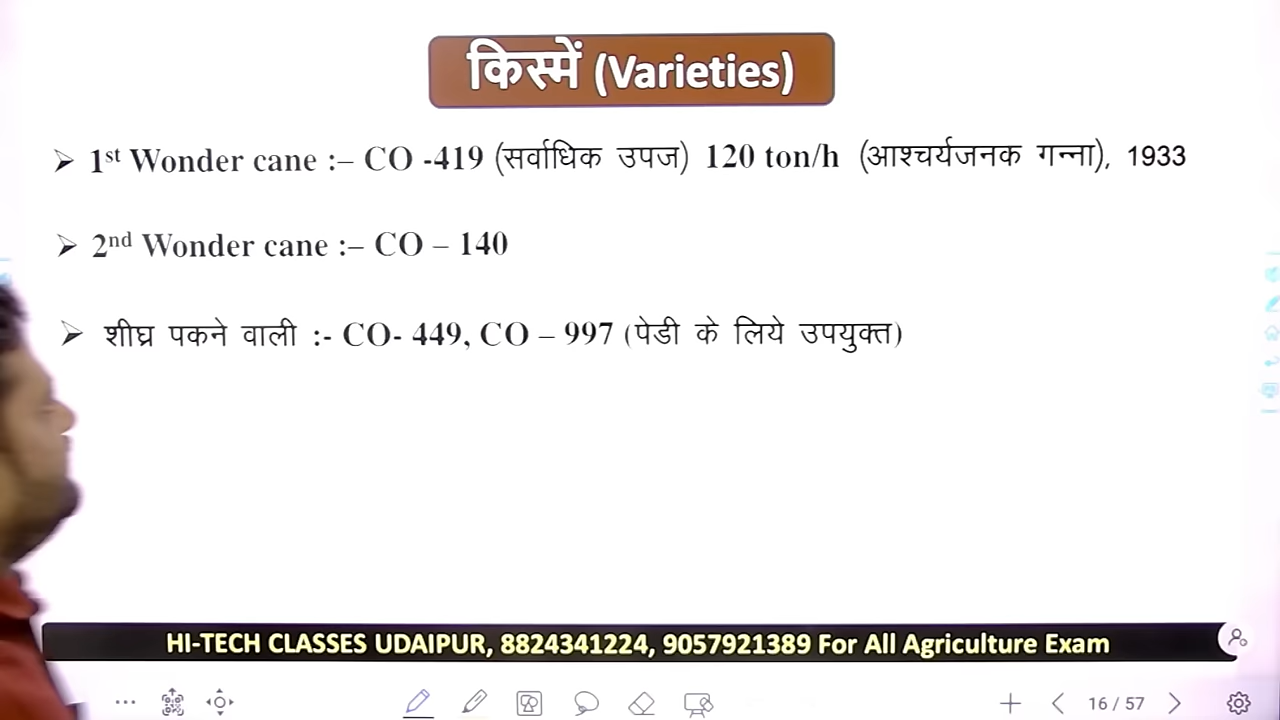 किस्में (Varieties)
➢ 1st Wonder cane :– CO -419 (सर्वाधिक उपज) 120 ton/h (आश्चर्यजनक गन्ना), 1933
➢ 2nd Wonder cane :– CO – 140
➢ शीघ्र पकने वाली :- CO- 449, CO – 997 (पेडी के लिये उपयुक्त)
HI-TECH CLASSES UDAIPUR, 8824341224, 9057921389 For All Agriculture Exam
16 / 57